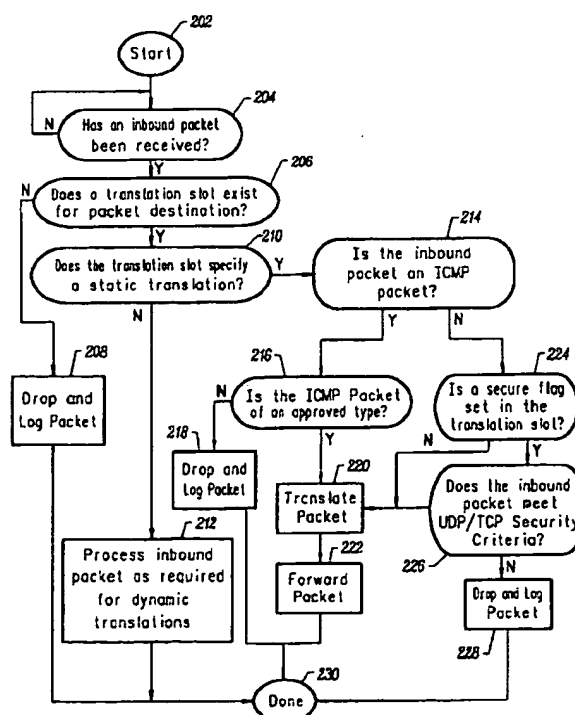 202
Start
204
N
Has an inbound packet
been received?
Y
206
N
Does a translation slot exist
for packet destination?
Y
210
Does the translation slot specify
a static translation?
Y
N
214
Is the inbound
packet an ICMP
packet?
Y
N
208
Drop and
Log Packet
216
Is the ICMP Packet
of an approved type?
N
Y
224
Is a secure flag
set in the
translation slot?
N
Y
218
Drop and
Log Packet
220
Translate
Packet
Does the inbound
packet meet
UDP/TCP Security
Criteria?
226
N
212
Process inbound
packet as required
for dynamic
translations
222
Forward
Packet
Drop and Log
Packet
228
230
Done